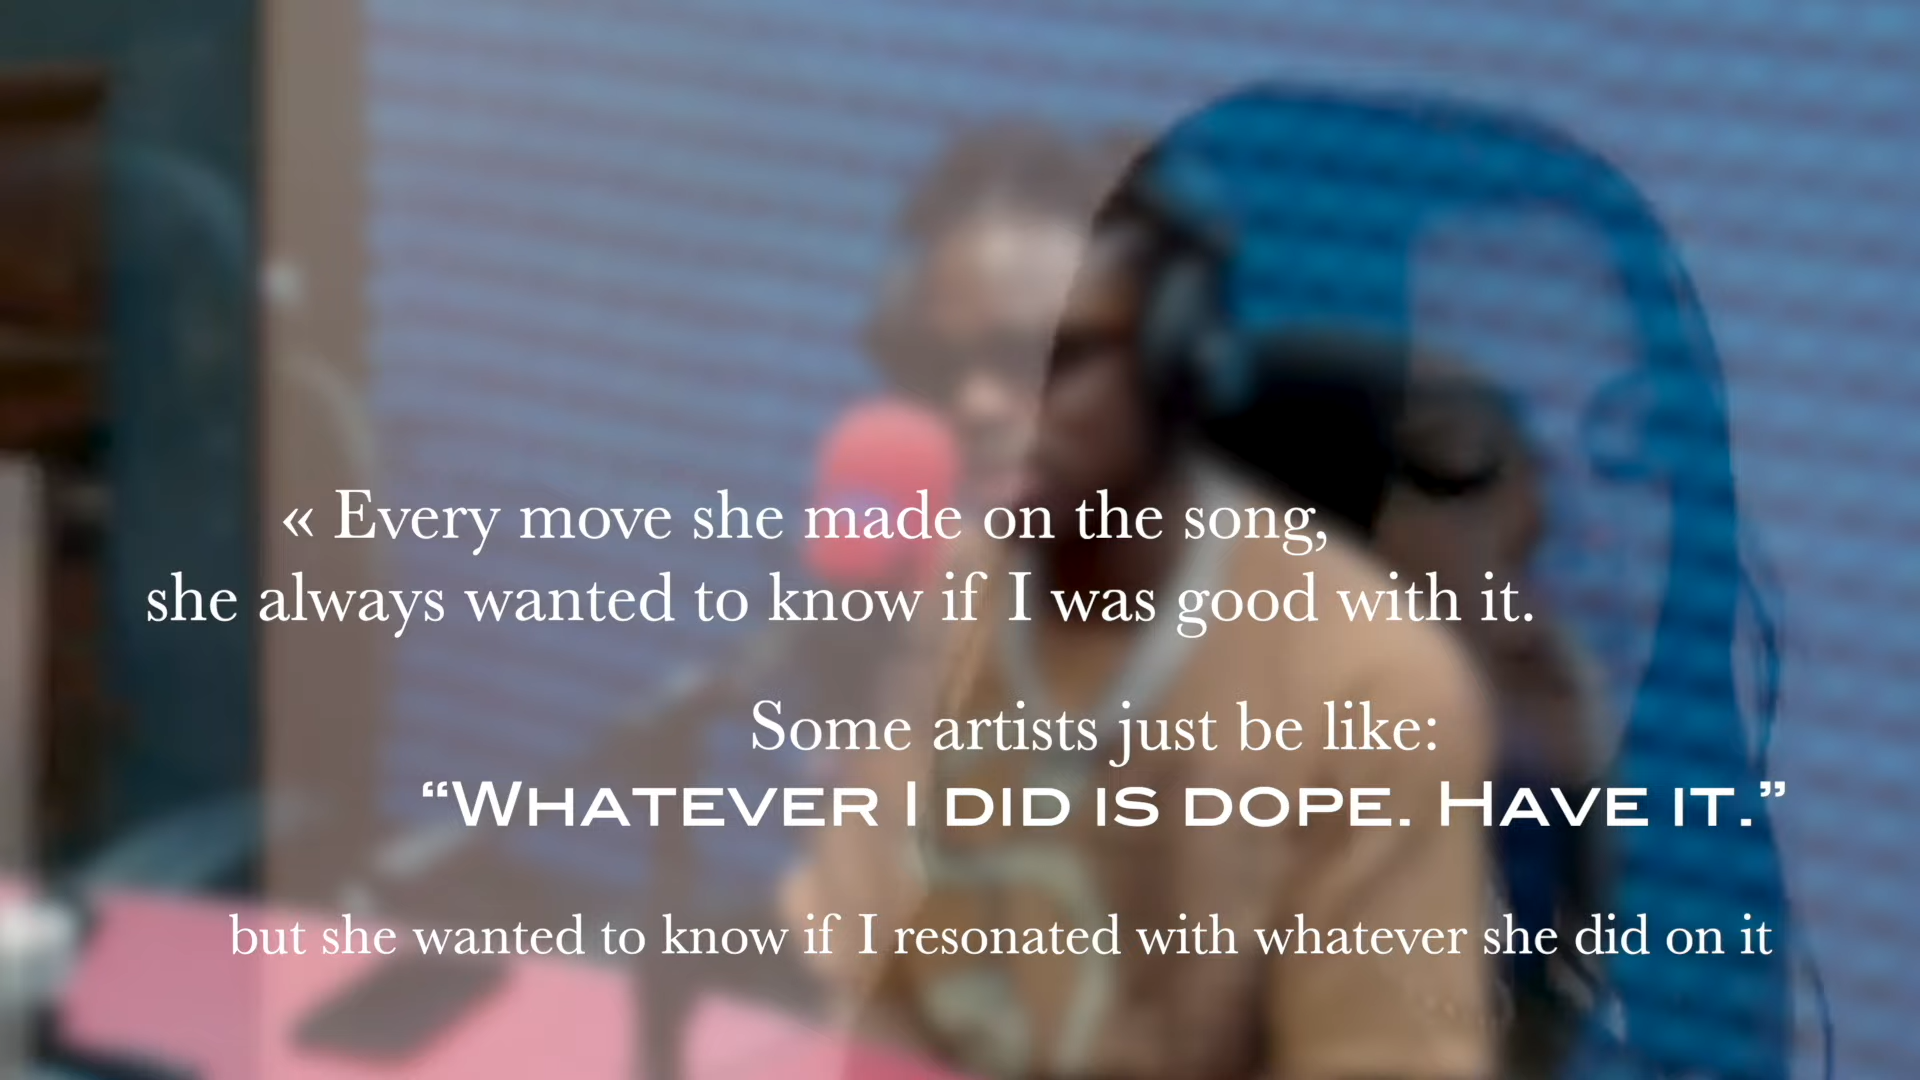 « Every move she made on the song,
she always wanted to know if I was good with it.
Some artists just be like:
“WHATEVER I DID IS DOPE. HAVE IT.”
but she wanted to know if I resonated with whatever she did on it